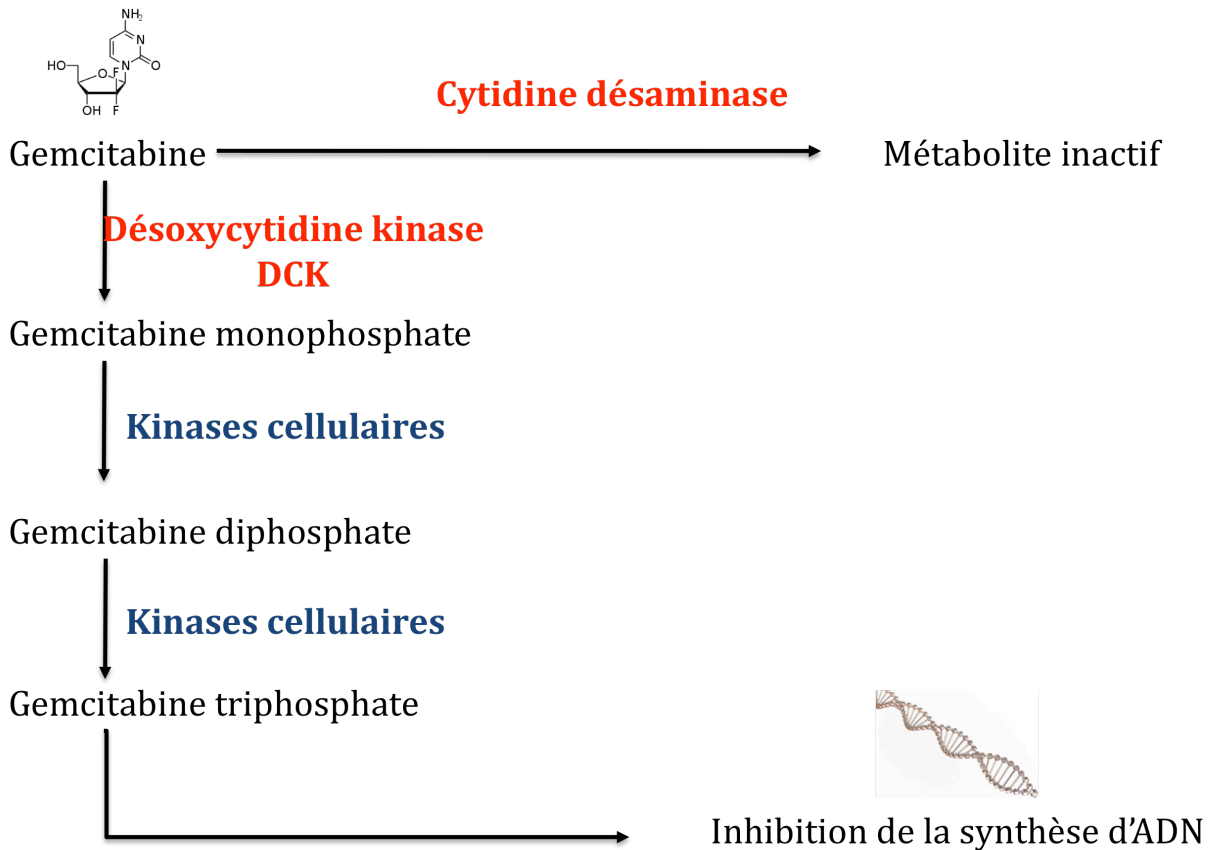 NH2
N
N
O
HO
O
F
OH F
Cytidine désaminase
Gemcitabine
Métabolite inactif
Désoxycytidine kinase
DCK
Gemcitabine monophosphate
Kinases cellulaires
Gemcitabine diphosphate
Kinases cellulaires
Gemcitabine triphosphate
Inhibition de la synthèse d'ADN